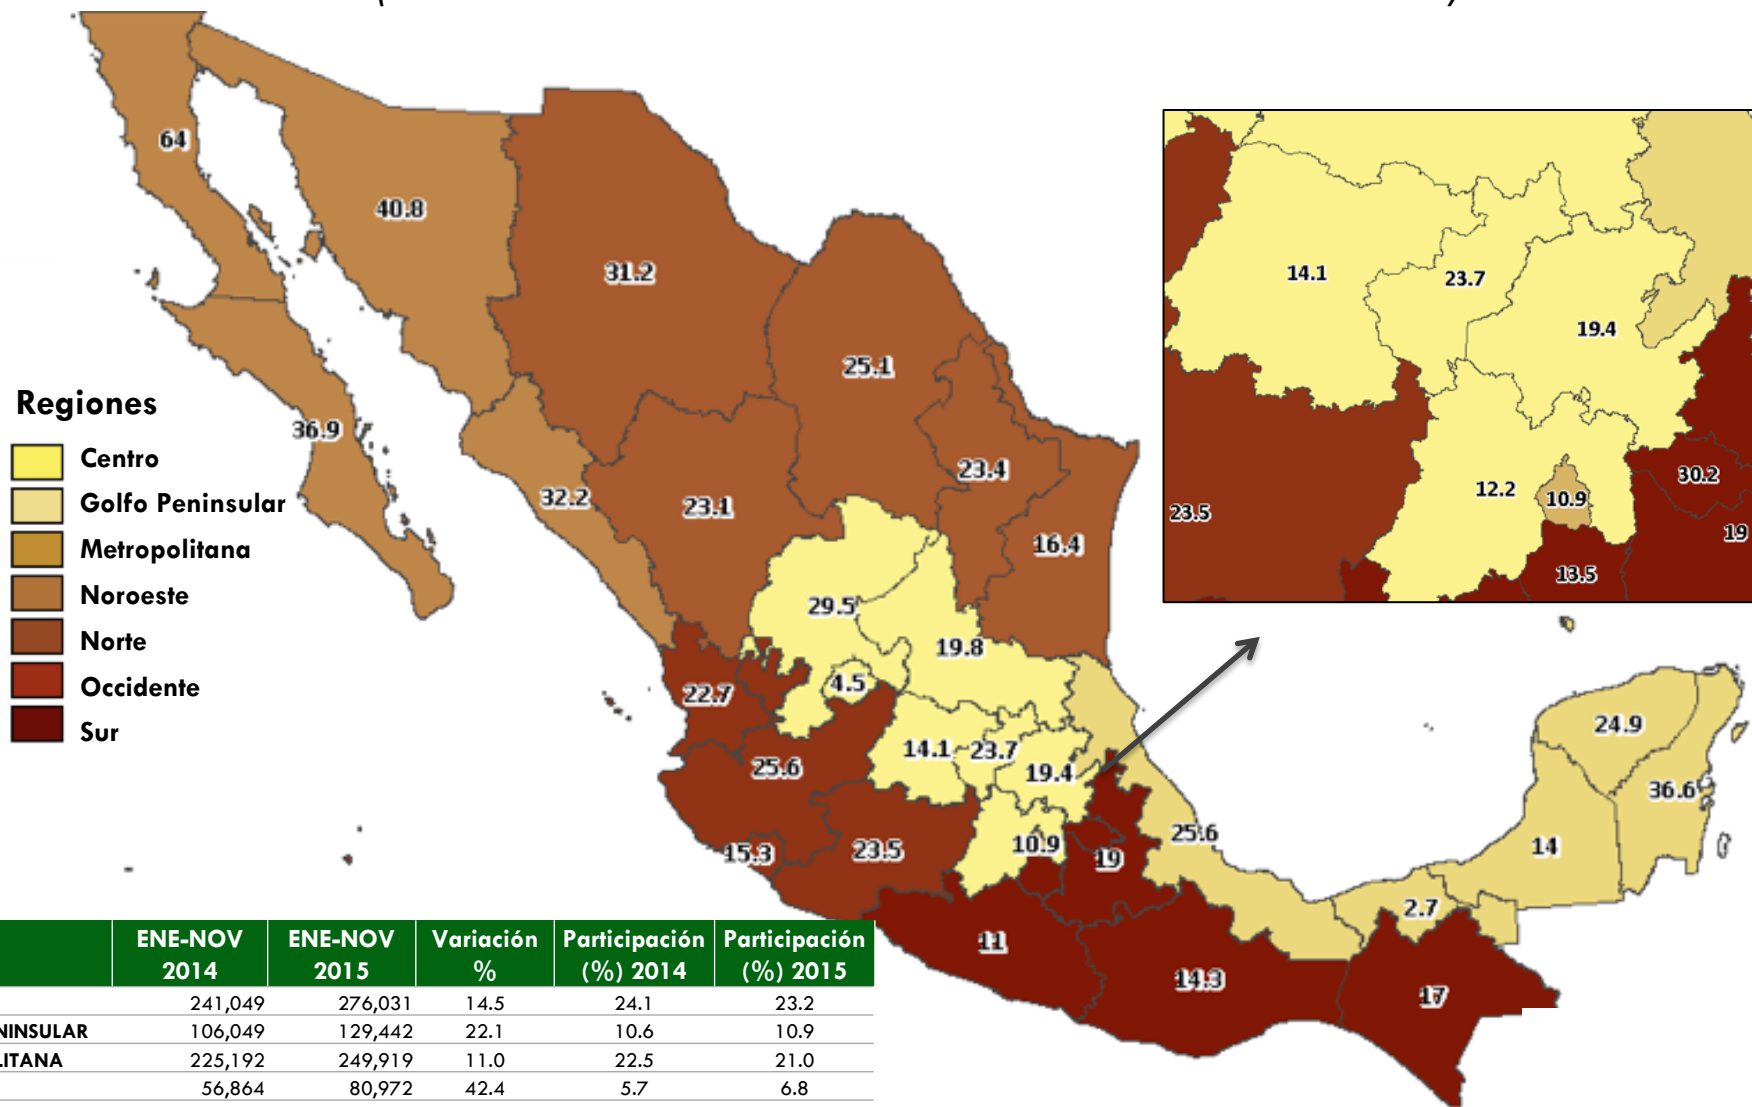 64
40.8
31.2
25.1
36.9
23.4
32.2
23.1
16.4
29.5
19.8
22.7
4.5
14.1
23.7
19.4
25.6
15.3
23.5
10.9
19
25.6
11
14.3
17
2.7
14
24.9
36.6
14.1
23.7
19.4
12.2
10.9
23.5
30.2
19
13.5
Regiones
Centro
Golfo Peninsular
Metropolitana
Noroeste
Norte
Occidente
Sur
ENE-NOV 2014 ENE-NOV 2015 Variación % Participación (%) 2014 Participación (%) 2015
241,049 276,031 14.5 24.1 23.2
NINSULAR 106,049 129,442 22.1 10.6 10.9
LITANA 225,192 249,919 11.0 22.5 21.0
56,864 80,972 42.4 5.7 6.8